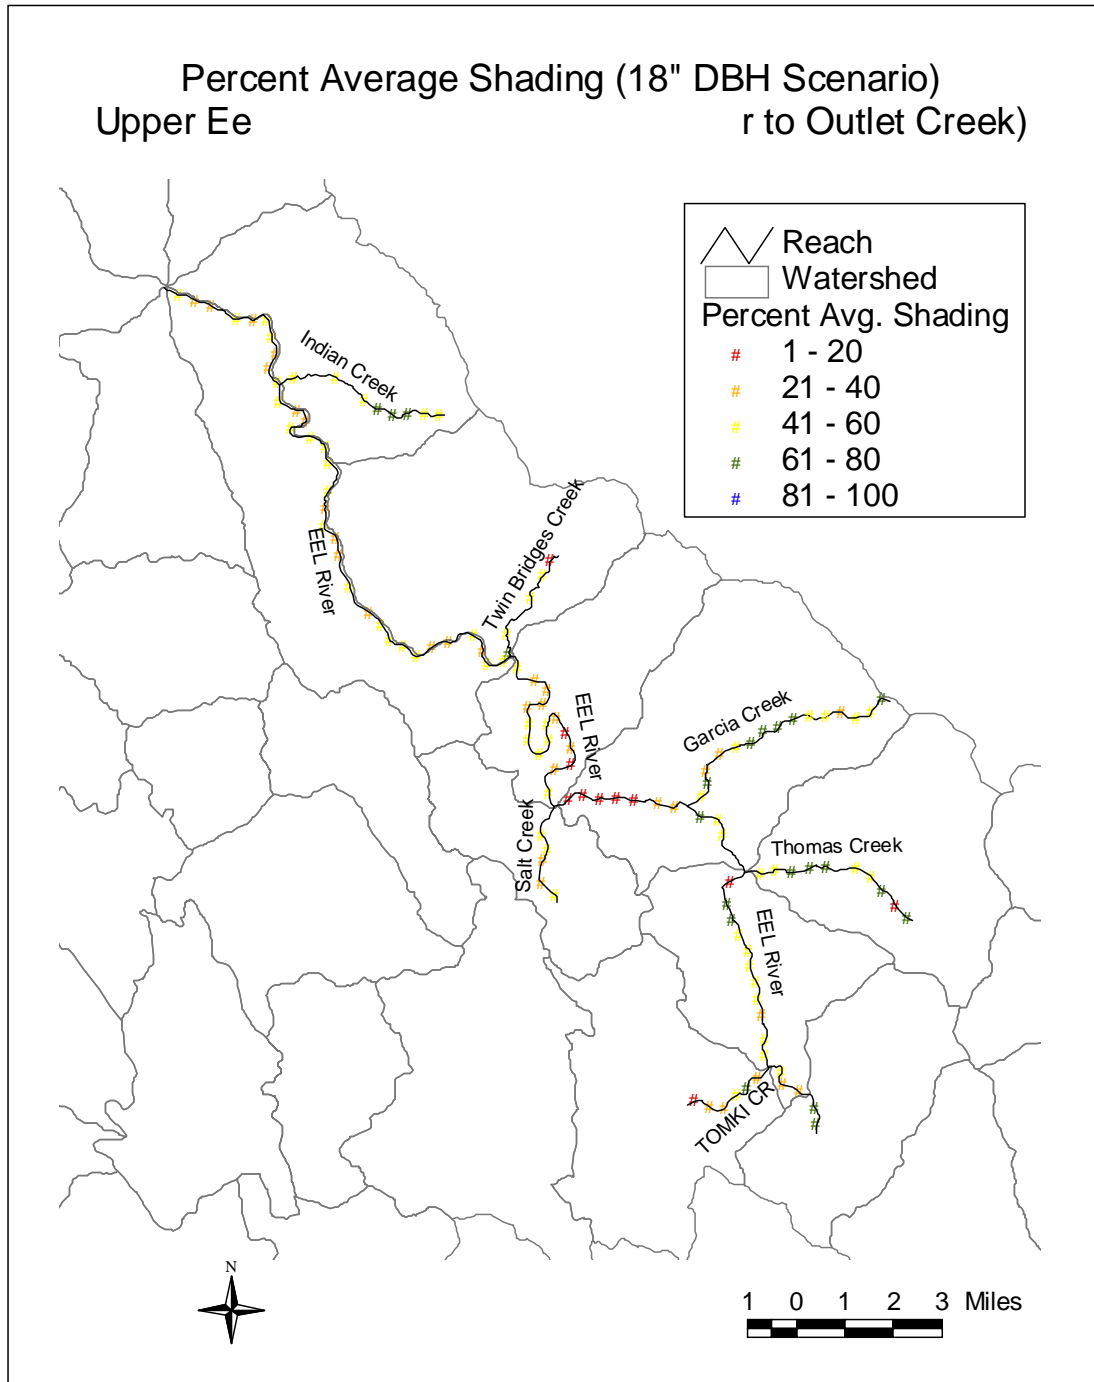 Percent Average Shading (18" DBH Scenario)
Upper Ee r to Outlet Creek)
Reach
Watershed
Percent Avg. Shading
# 1 - 20
# 21 - 40
# 41 - 60
# 61 - 80
# 81 - 100
Indian Creek
EEL River
Twin Bridges Creek
EEL River
Garcia Creek
Salt Creek
Thomas Creek
EEL River
TOMKI CR
N
1 0 1 2 3 Miles